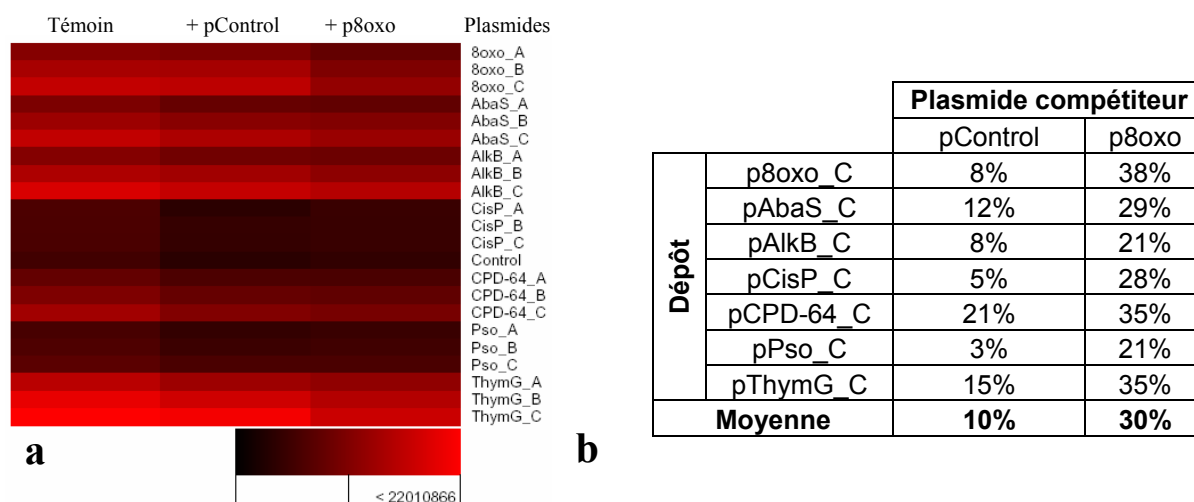 Témoin + pControl + p8oxo Plasmides
8oxo_A
8oxo_B
8oxo_C
AbaS_A
AbaS_B
AbaS_C
AlkB_A
AlkB_B
AlkB_C
CisP_A
CisP_B
CisP_C
Control
CPD-64_A
CPD-64_B
CPD-64_C
Pso_A
Pso_B
Pso_C
ThymG_A
ThymG_B
ThymG_C
a
< 22010866
Plasmide compétiteur
pControl p8oxo
Dépôt
p8oxo_C 8% 38%
pAbaS_C 12% 29%
pAlkB_C 8% 21%
pCisP_C 5% 28%
pCPD-64_C 21% 35%
pPso_C 3% 21%
pThymG_C 15% 35%
Moyenne 10% 30%
b